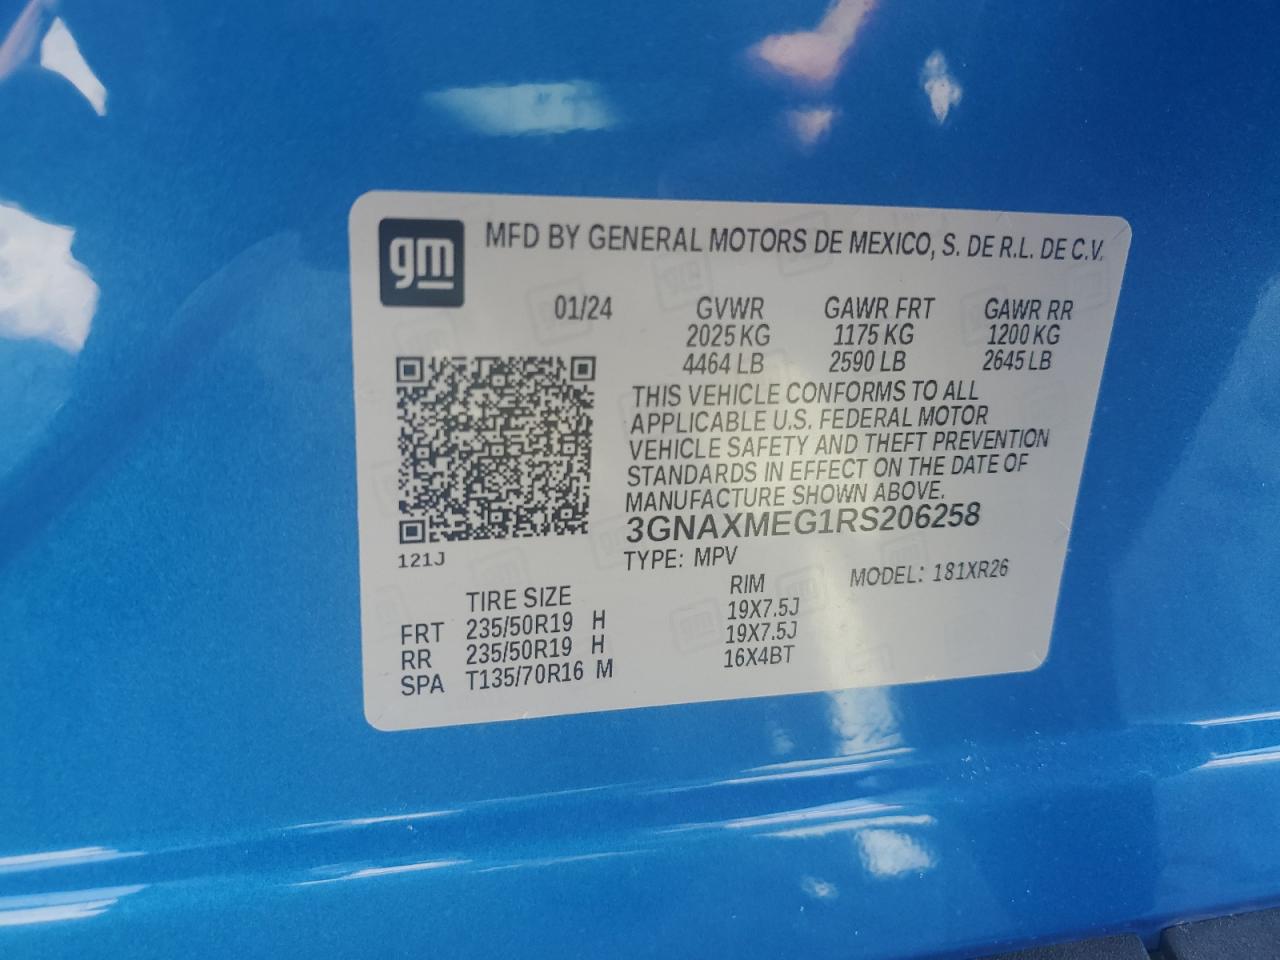 gm
MFD BY GENERAL MOTORS DE MEXICO, S. DE R.L. DE C.V.
01/24 GVWR GAWR FRT GAWR RR
2025 KG 1175 KG 1200 KG
4464 LB 2590 LB 2645 LB
THIS VEHICLE CONFORMS TO ALL
APPLICABLE U.S. FEDERAL MOTOR
VEHICLE SAFETY AND THEFT PREVENTION
STANDARDS IN EFFECT ON THE DATE OF
MANUFACTURE SHOWN ABOVE.
3GNAXMEG1RS206258
121J
TYPE: MPV MODEL: 181XR26
TIRE SIZE RIM
FRT 235/50R19 H 19X7.5J
RR 235/50R19 H 19X7.5J
SPA T135/70R16 M 16X4BT